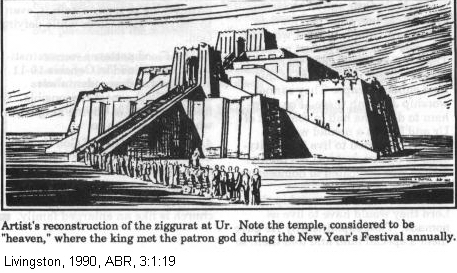 Artist's reconstruction of the ziggurat at Ur. Note the temple, considered to be
"heaven," where the king met the patron god during the New Year's Festival annually.
Livingston, 1990, ABR, 3:1:19